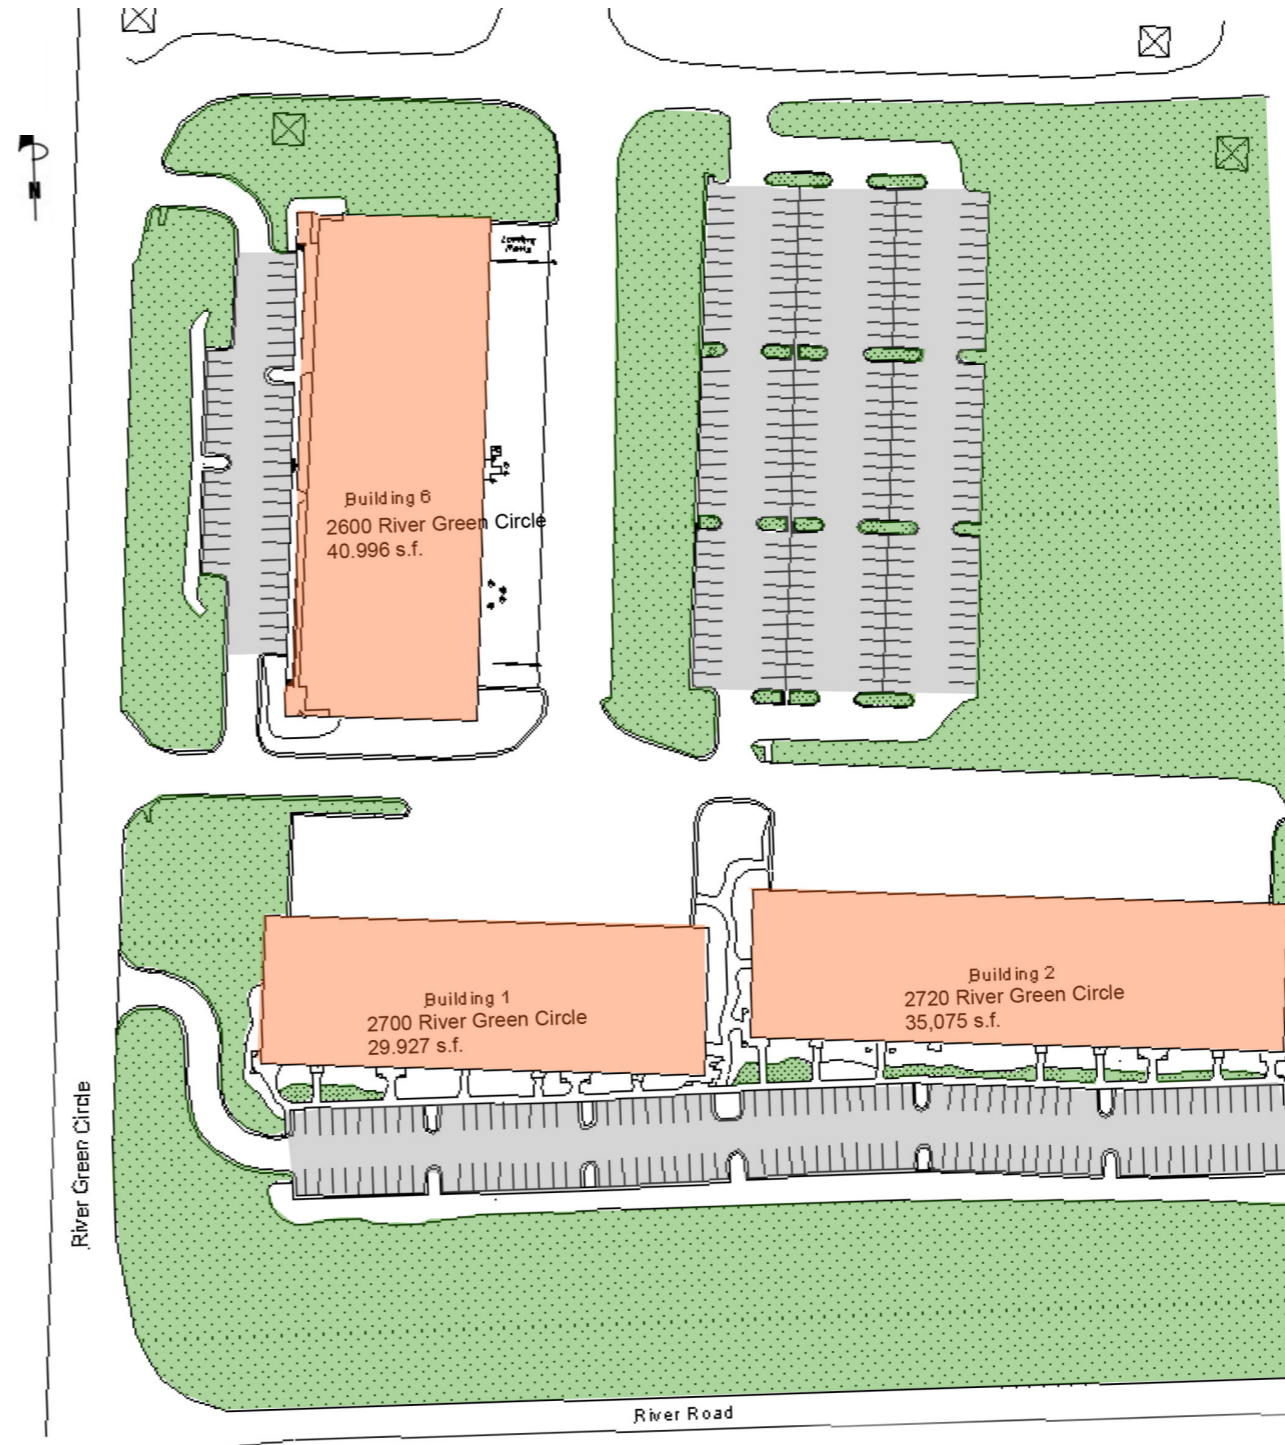 N
Building 6
2600 River Green Circle
40.996 s.f.
Building 1
2700 River Green Circle
29.927 s.f.
Building 2
2720 River Green Circle
35,075 s.f.
River Green Circle
River Road